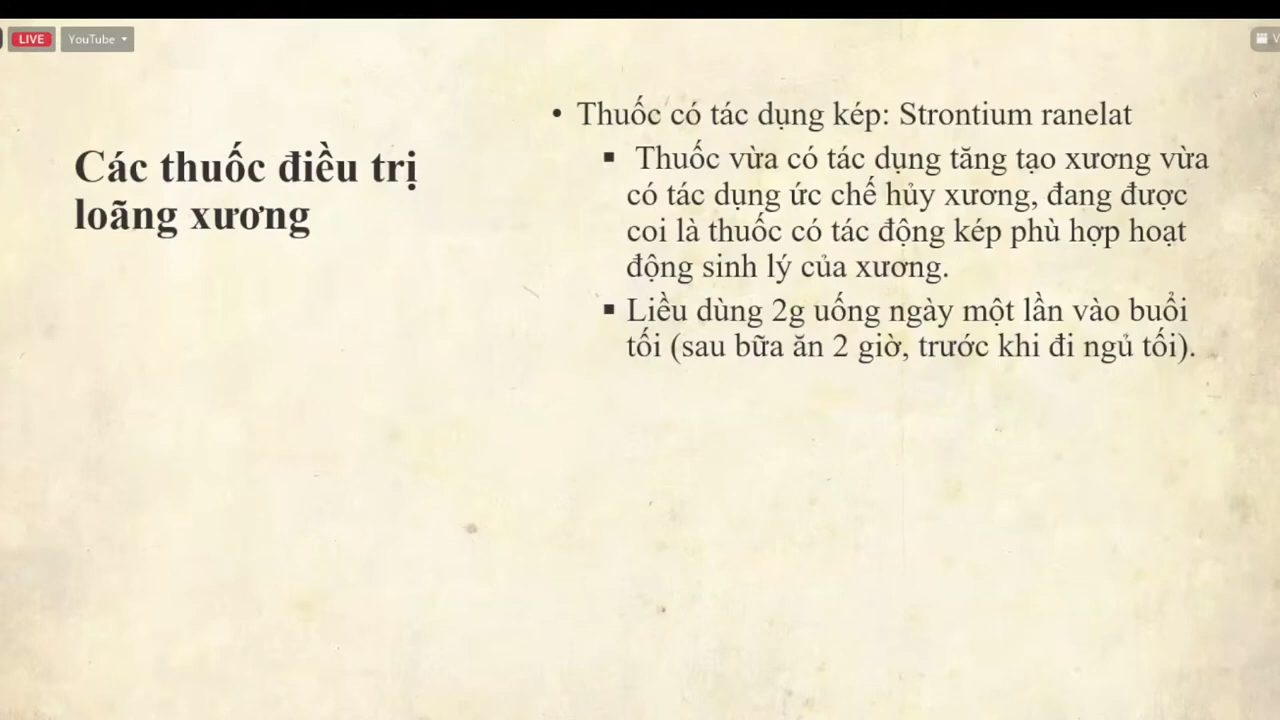 LIVE
YouTube
V
Các thuốc điều trị
loãng xương
• Thuốc có tác dụng kép: Strontium ranelat
▪ Thuốc vừa có tác dụng tăng tạo xương vừa
có tác dụng ức chế hủy xương, đang được
coi là thuốc có tác động kép phù hợp hoạt
động sinh lý của xương.
▪ Liều dùng 2g uống ngày một lần vào buổi
tối (sau bữa ăn 2 giờ, trước khi đi ngủ tối).